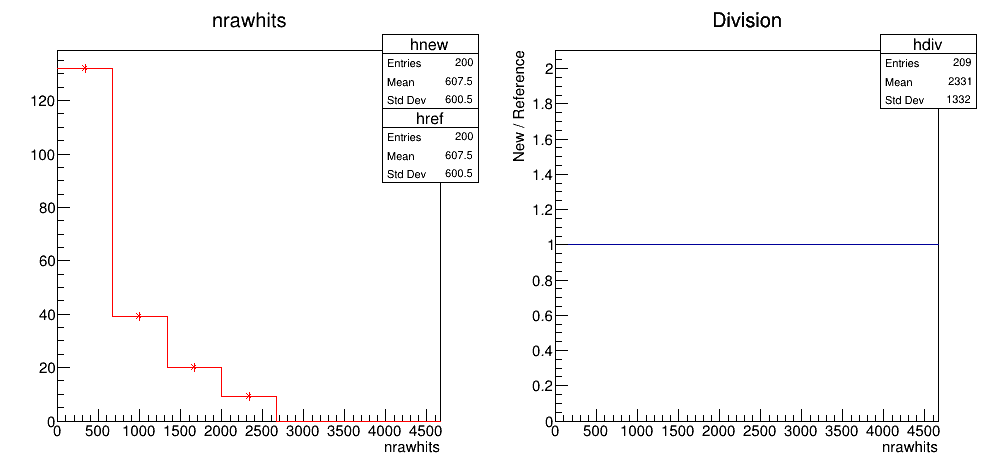 nrawhits
hnew
Entries 200
Mean 607.5
Std Dev 600.5
href
Entries 200
Mean 607.5
Std Dev 600.5
120
100
80
60
40
20
0
0 500 1000 1500 2000 2500 3000 3500 4000 4500
nrawhits
Division
hdiv
Entries 209
Mean 2331
Std Dev 1332
New / Reference
2
1.8
1.6
1.4
1.2
1
0.8
0.6
0.4
0.2
0
0 500 1000 1500 2000 2500 3000 3500 4000 4500
nrawhits